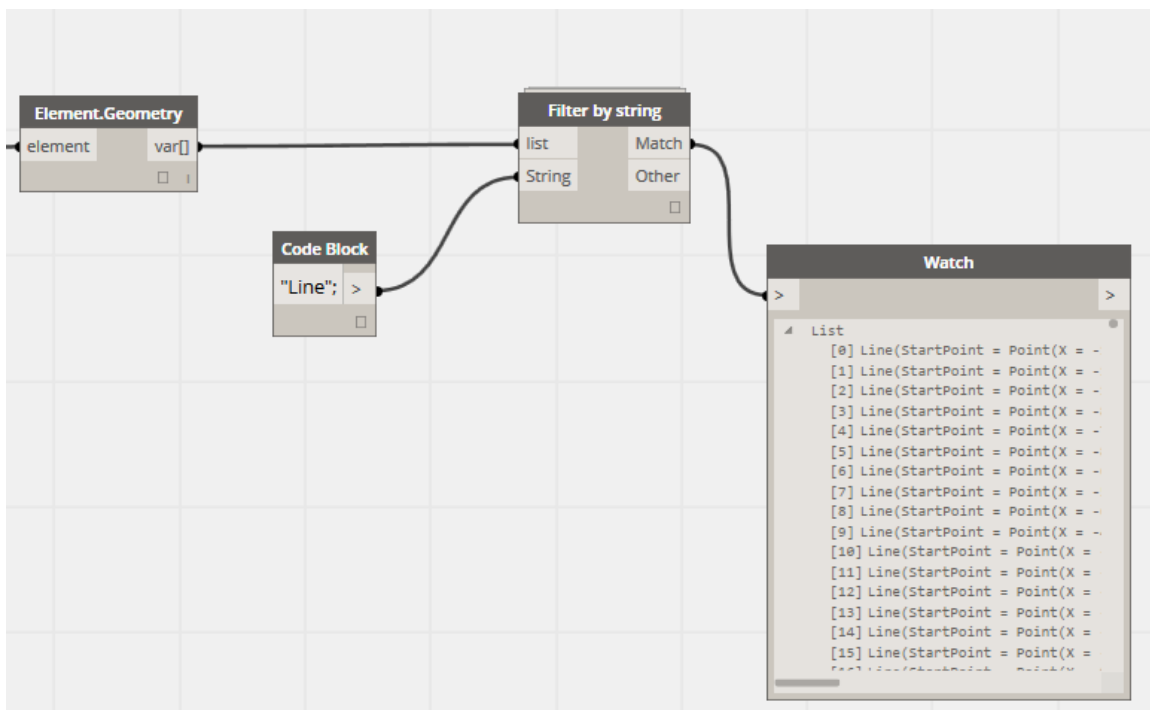 Element.Geometry
element
var[]
Filter by string
list
Match
String
Other
Code Block
"Line";
>
Watch
>
>
List
[0] Line(StartPoint = Point(X = -
[1] Line(StartPoint = Point(X = -
[2] Line(StartPoint = Point(X = -
[3] Line(StartPoint = Point(X = -
[4] Line(StartPoint = Point(X = -
[5] Line(StartPoint = Point(X = -
[6] Line(StartPoint = Point(X = -
[7] Line(StartPoint = Point(X = -
[8] Line(StartPoint = Point(X = -
[9] Line(StartPoint = Point(X = -
[10] Line(StartPoint = Point(X =
[11] Line(StartPoint = Point(X =
[12] Line(StartPoint = Point(X =
[13] Line(StartPoint = Point(X =
[14] Line(StartPoint = Point(X =
[15] Line(StartPoint = Point(X =